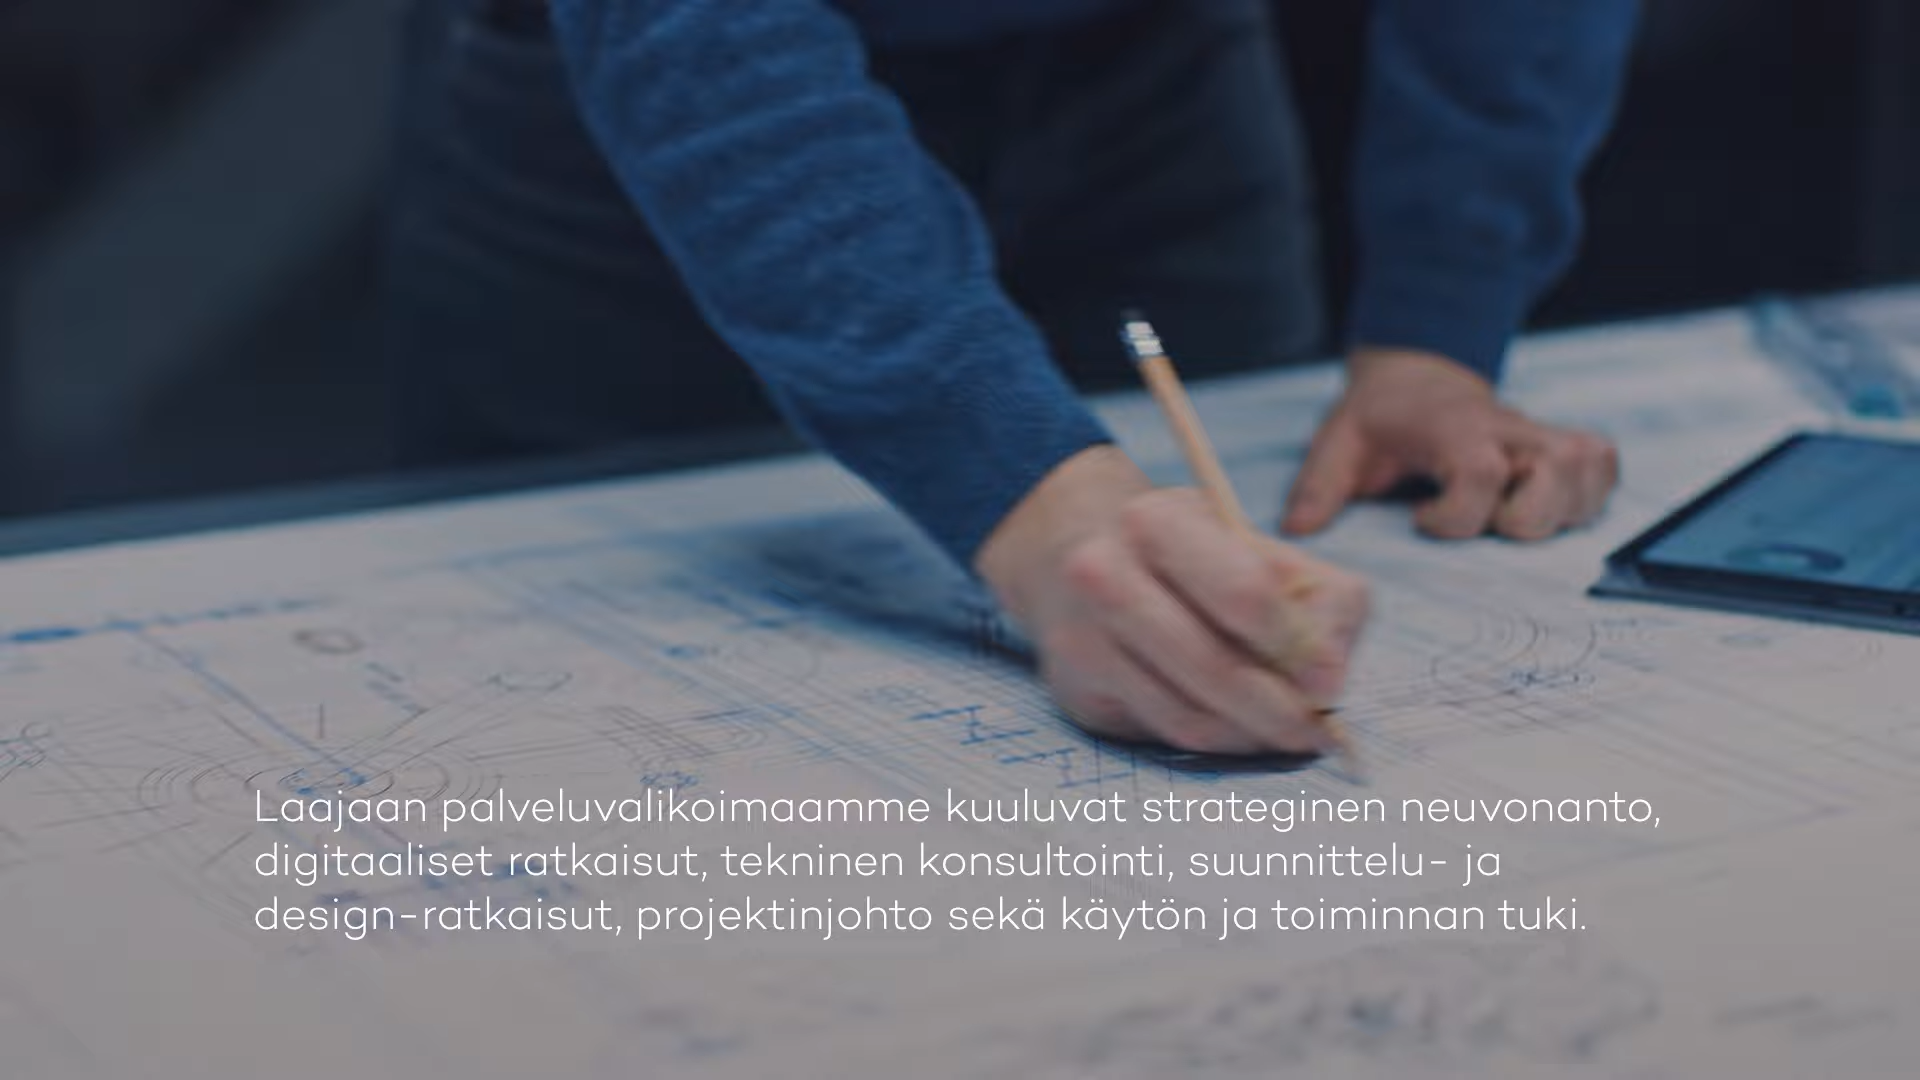 Laajaan palveluvalikoimaamme kuuluvat strateginen neuvonanto,
digitaaliset ratkaisut, tekninen konsultointi, suunnittelu- ja
design-ratkaisut, projektinjohto sekä käytön ja toiminnan tuki.